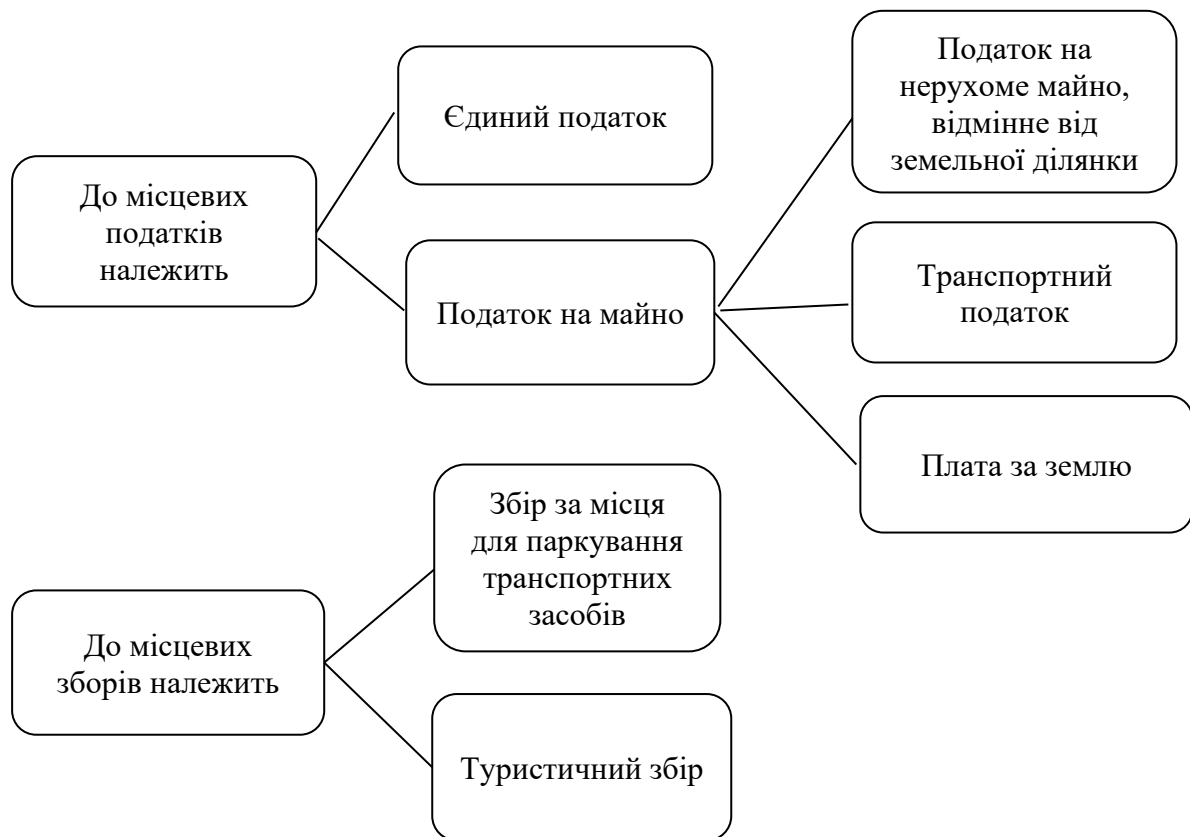 До місцевих
податків
належить
Єдиний податок
Податок на майно
Податок на
нерухоме майно,
відмінне від
земельної ділянки
Транспортний
податок
Плата за землю
До місцевих
зборів належить
Збір за місця
для паркування
транспортних
засобів
Туристичний збір